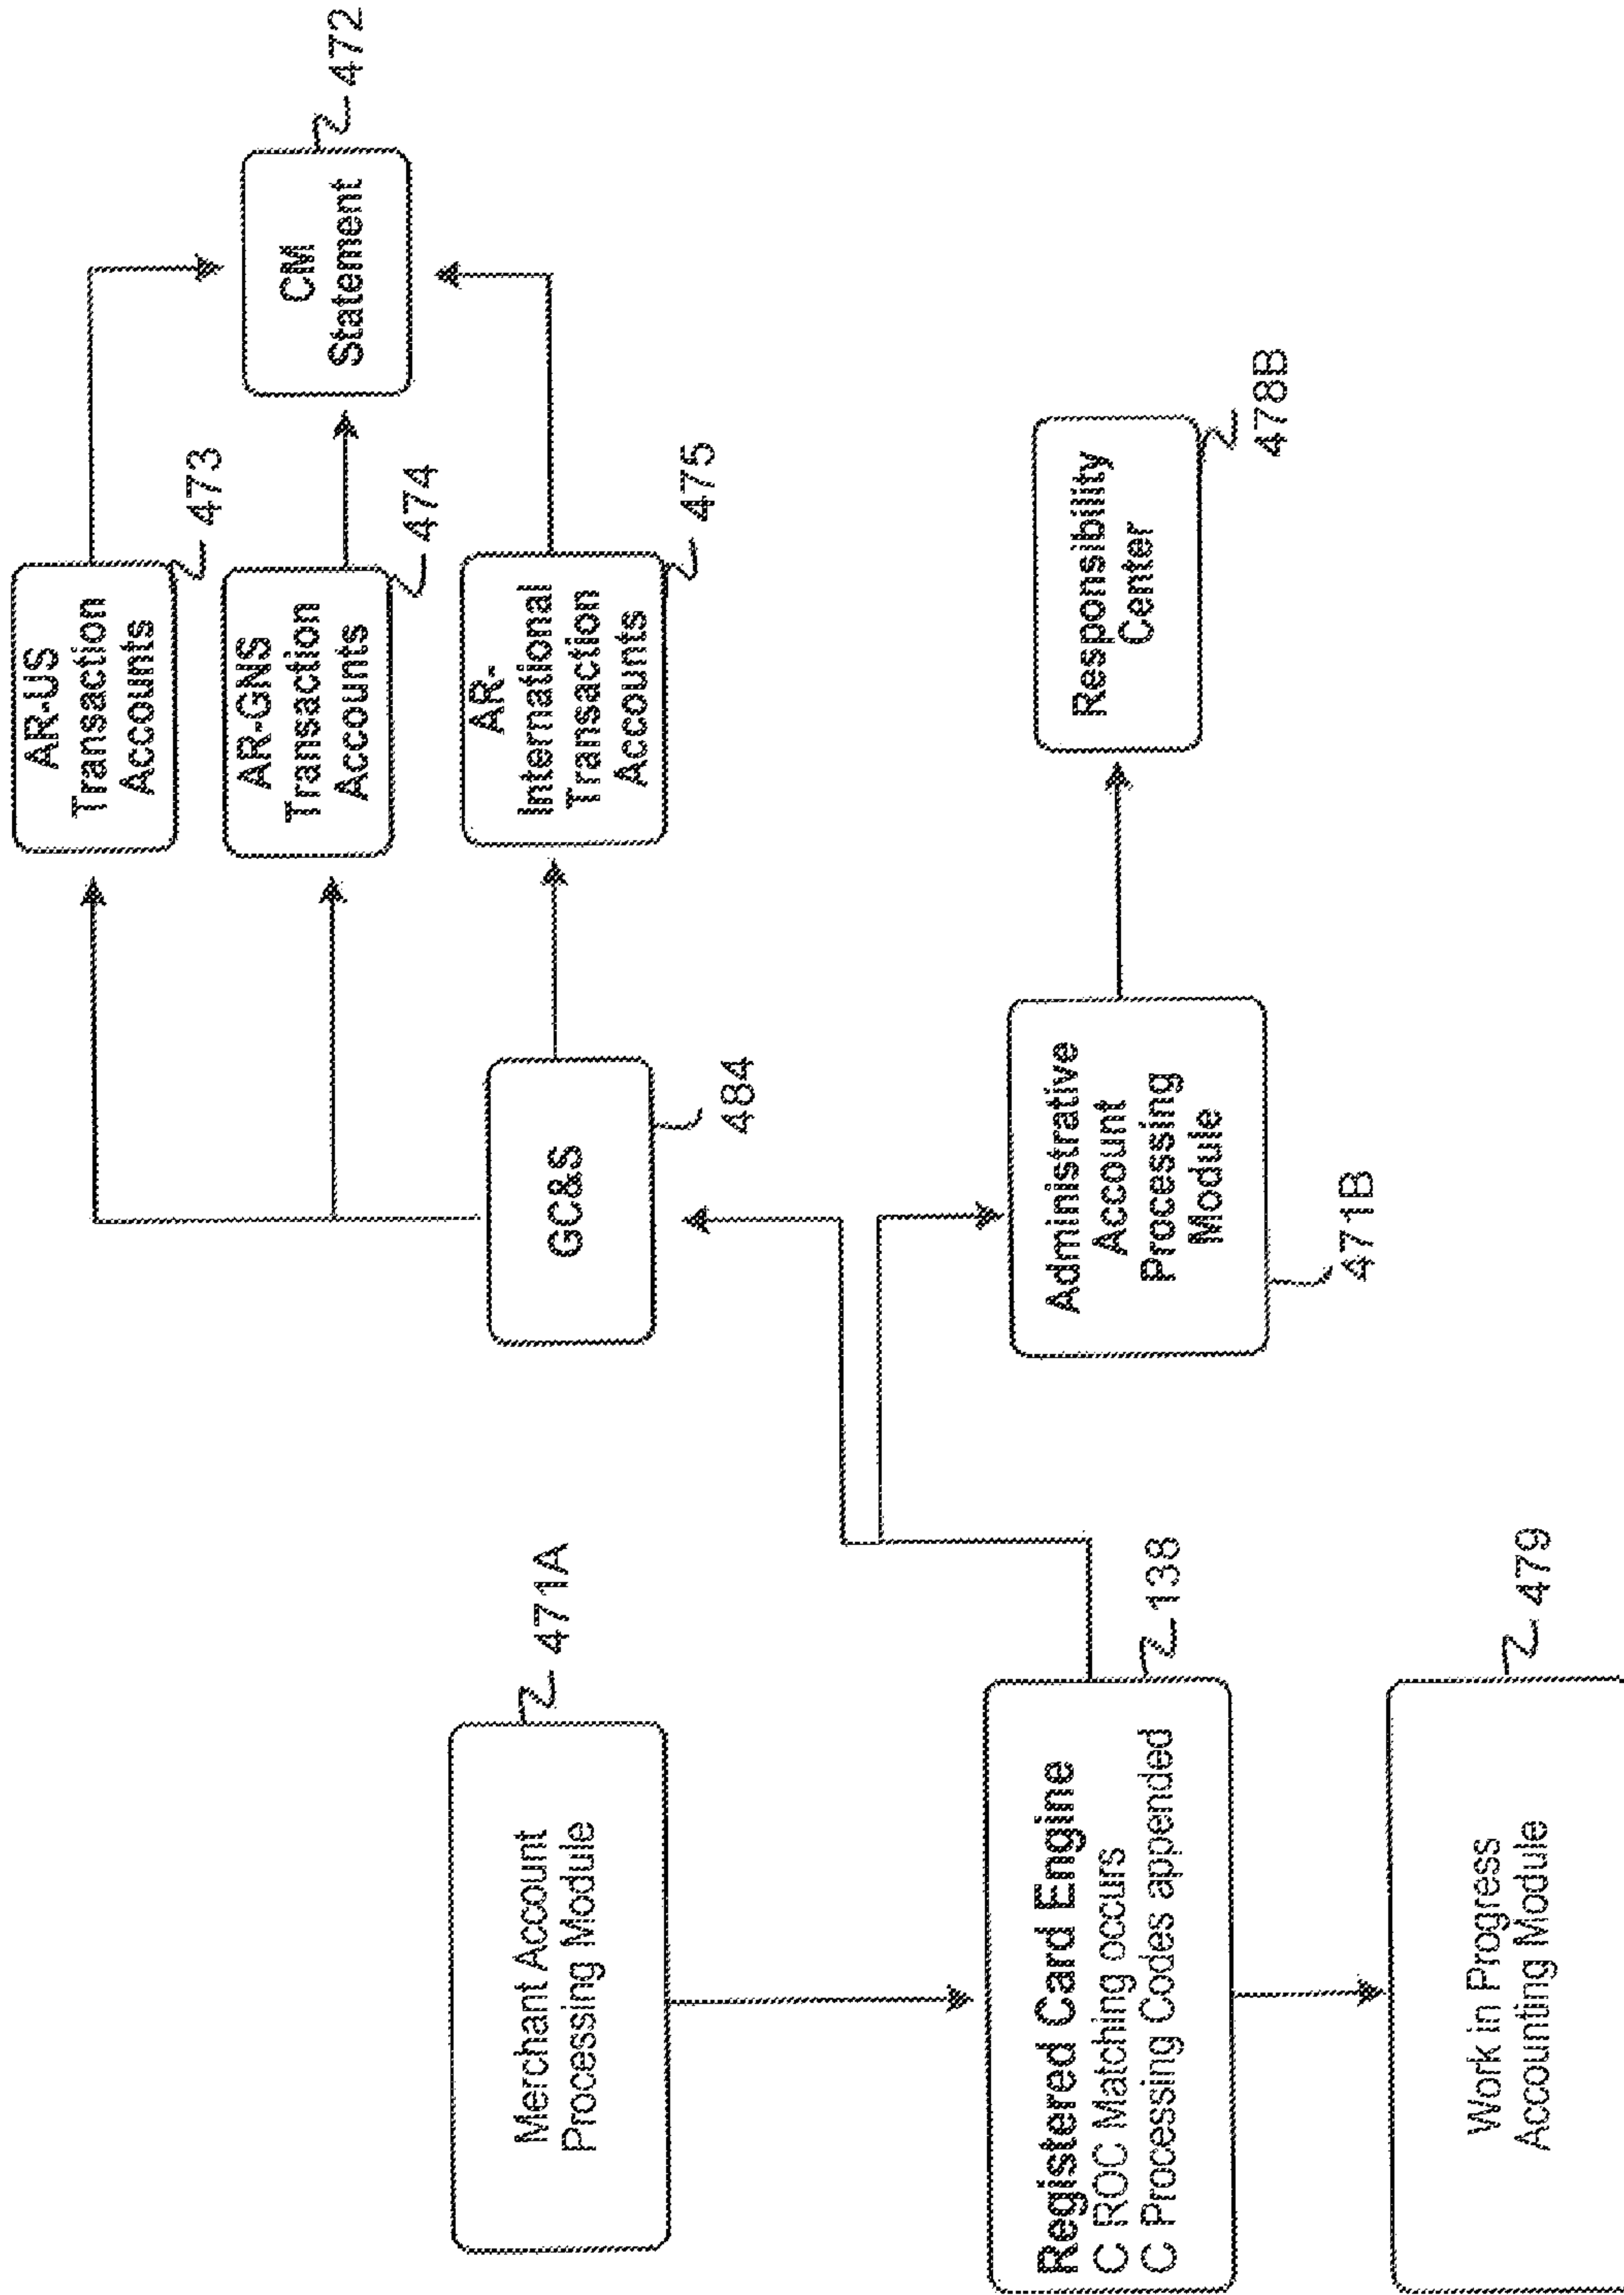 Merchant Account
Processing Module
471A
Registered Card Engine
C ROC Matching occurs
C Processing Codes appended
138
Work in Progress
Accounting Module
479
GC&S
484
Administrative
Account
Processing
Module
471B
AR-US
Transaction
Accounts
473
AR-GNS
Transaction
Accounts
474
AR-
International
Transaction
Accounts
475
CM
Statement
472
Responsibility
Center
478B